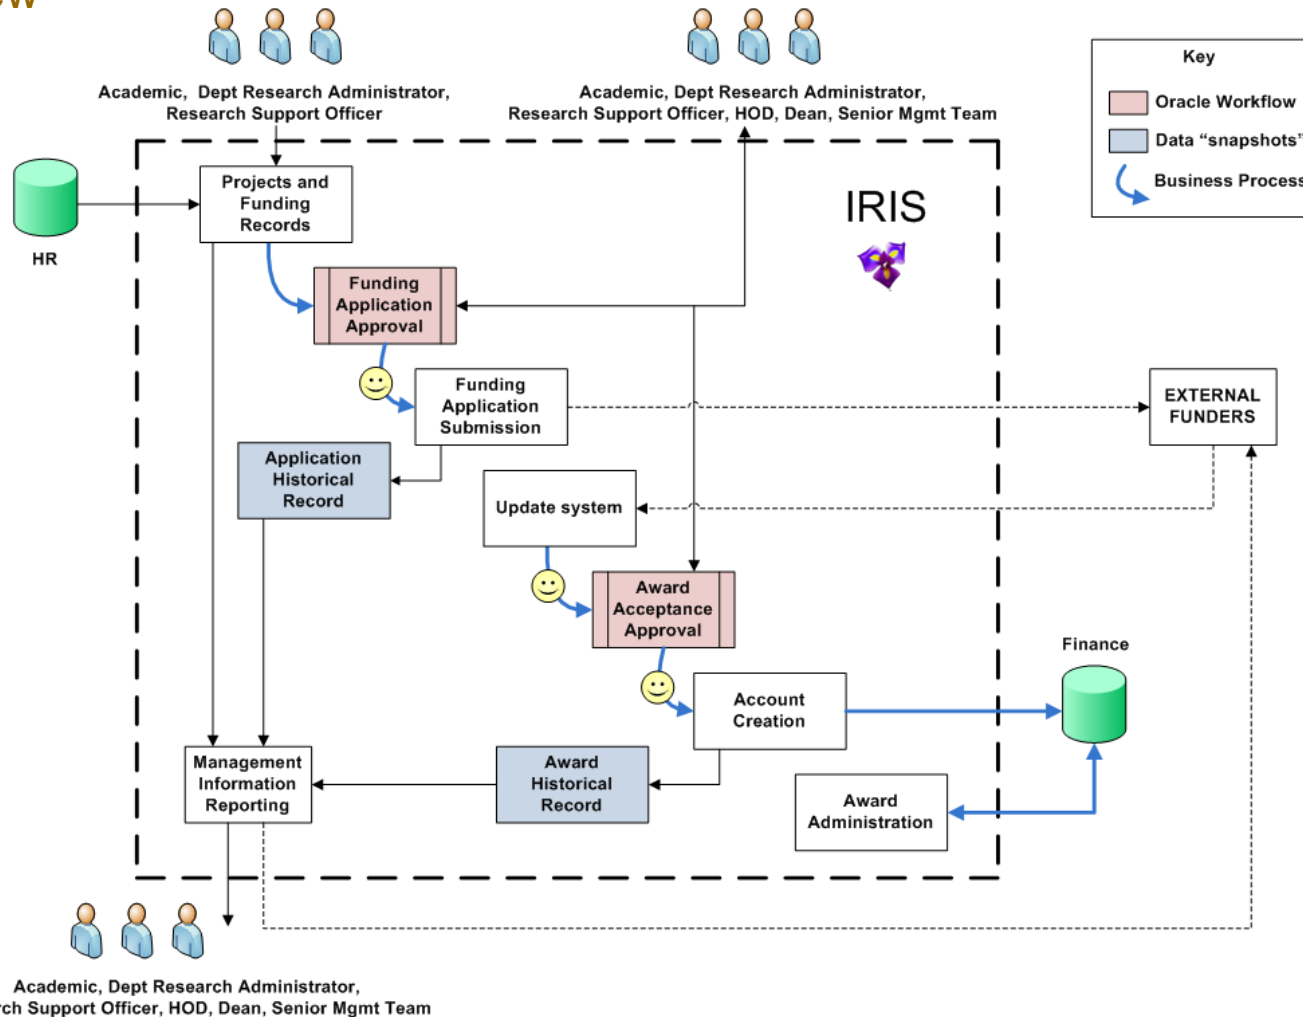 Academic, Dept Research Administrator,
Research Support Officer
Academic, Dept Research Administrator,
Research Support Officer, HOD, Dean, Senior Mgmt Team
Key
Oracle Workflow
Data “snapshots”
Business Process
HR
Projects and
Funding
Records
IRIS
Funding
Application
Approval
Funding
Application
Submission
EXTERNAL
FUNDERS
Application
Historical
Record
Update system
Award
Acceptance
Approval
Finance
Account
Creation
Management
Information
Reporting
Award
Historical
Record
Award
Administration
Academic, Dept Research Administrator,
rch Support Officer, HOD, Dean, Senior Mgmt Team